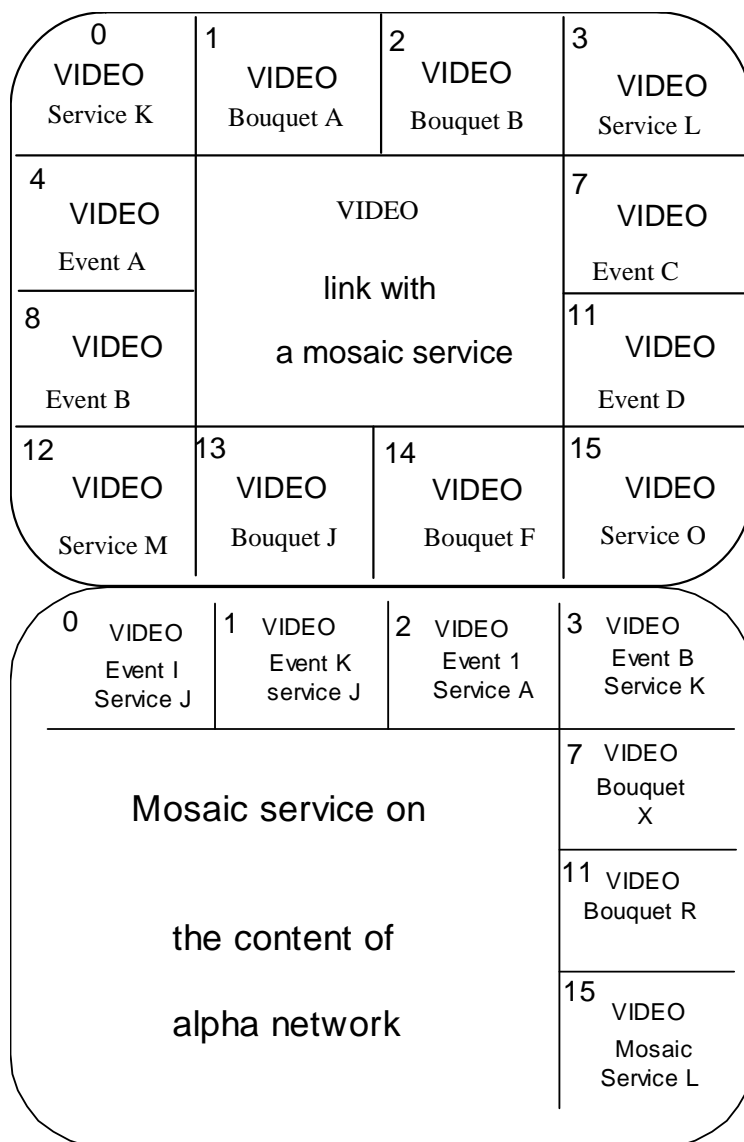 0
VIDEO
Service K
1
VIDEO
Bouquet A
2
VIDEO
Bouquet B
3
VIDEO
Service L
4
VIDEO
Event A
VIDEO
link with
a mosaic service
7
VIDEO
Event C
8
VIDEO
Event B
11
VIDEO
Event D
12
VIDEO
Service M
13
VIDEO
Bouquet J
14
VIDEO
Bouquet F
15
VIDEO
Service O
0
VIDEO
Event I
Service J
1
VIDEO
Event K
service J
2
VIDEO
Event 1
Service A
3
VIDEO
Event B
Service K
Mosaic service on
the content of
alpha network
7
VIDEO
Bouquet
X
11
VIDEO
Bouquet R
15
VIDEO
Mosaic
Service L